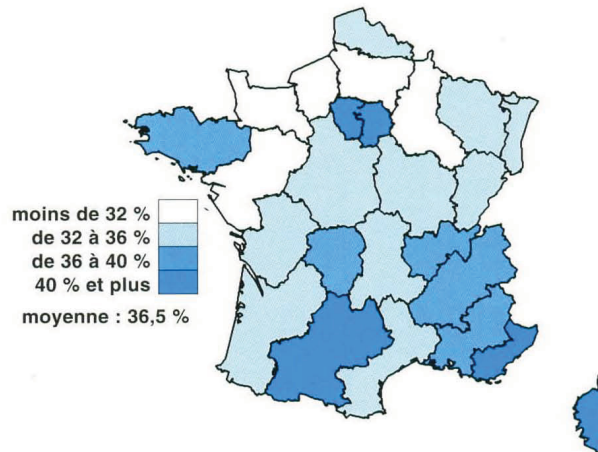 moins de 32 %
de 32 à 36 %
de 36 à 40 %
40 % et plus
moyenne : 36,5 %